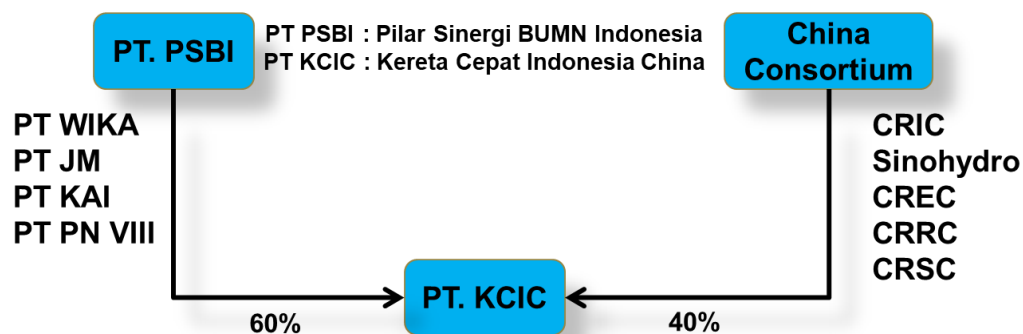 PT. PSBI
PT PSBI : Pilar Sinergi BUMN Indonesia
PT KCIC : Kereta Cepat Indonesia China
China
Consortium
PT WIKA
PT JM
PT KAI
PT PN VIII
CRIC
Sinohydro
CREC
CRRC
CRSC
PT. KCIC
60%
40%